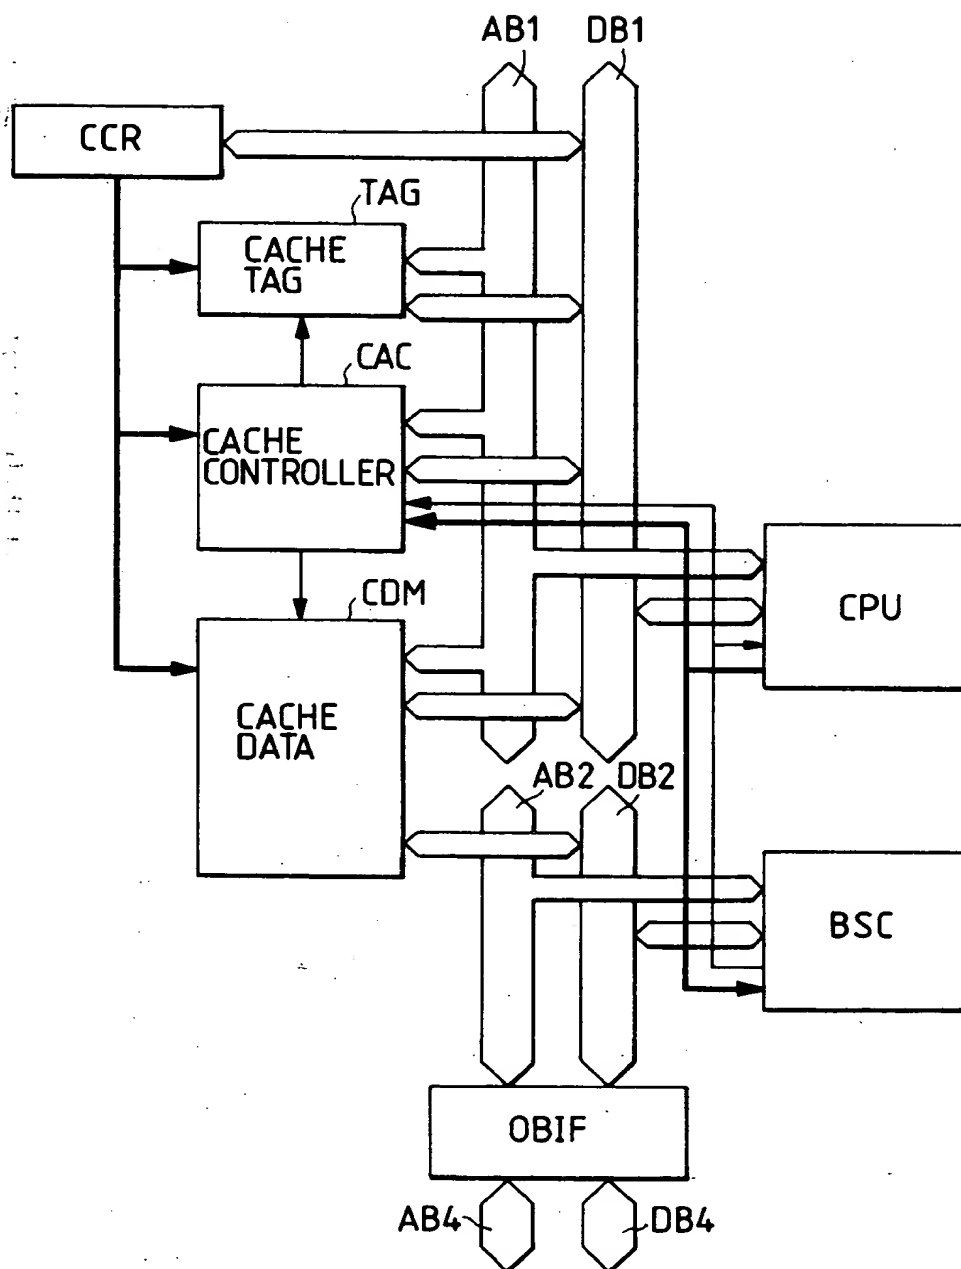 AB1
DB1
CCR
TAG
CACHE
TAG
CAC
CACHE
CONTROLLER
CDM
CPU
CACHE
DATA
AB2
DB2
BSC
OBIF
AB4
DB4